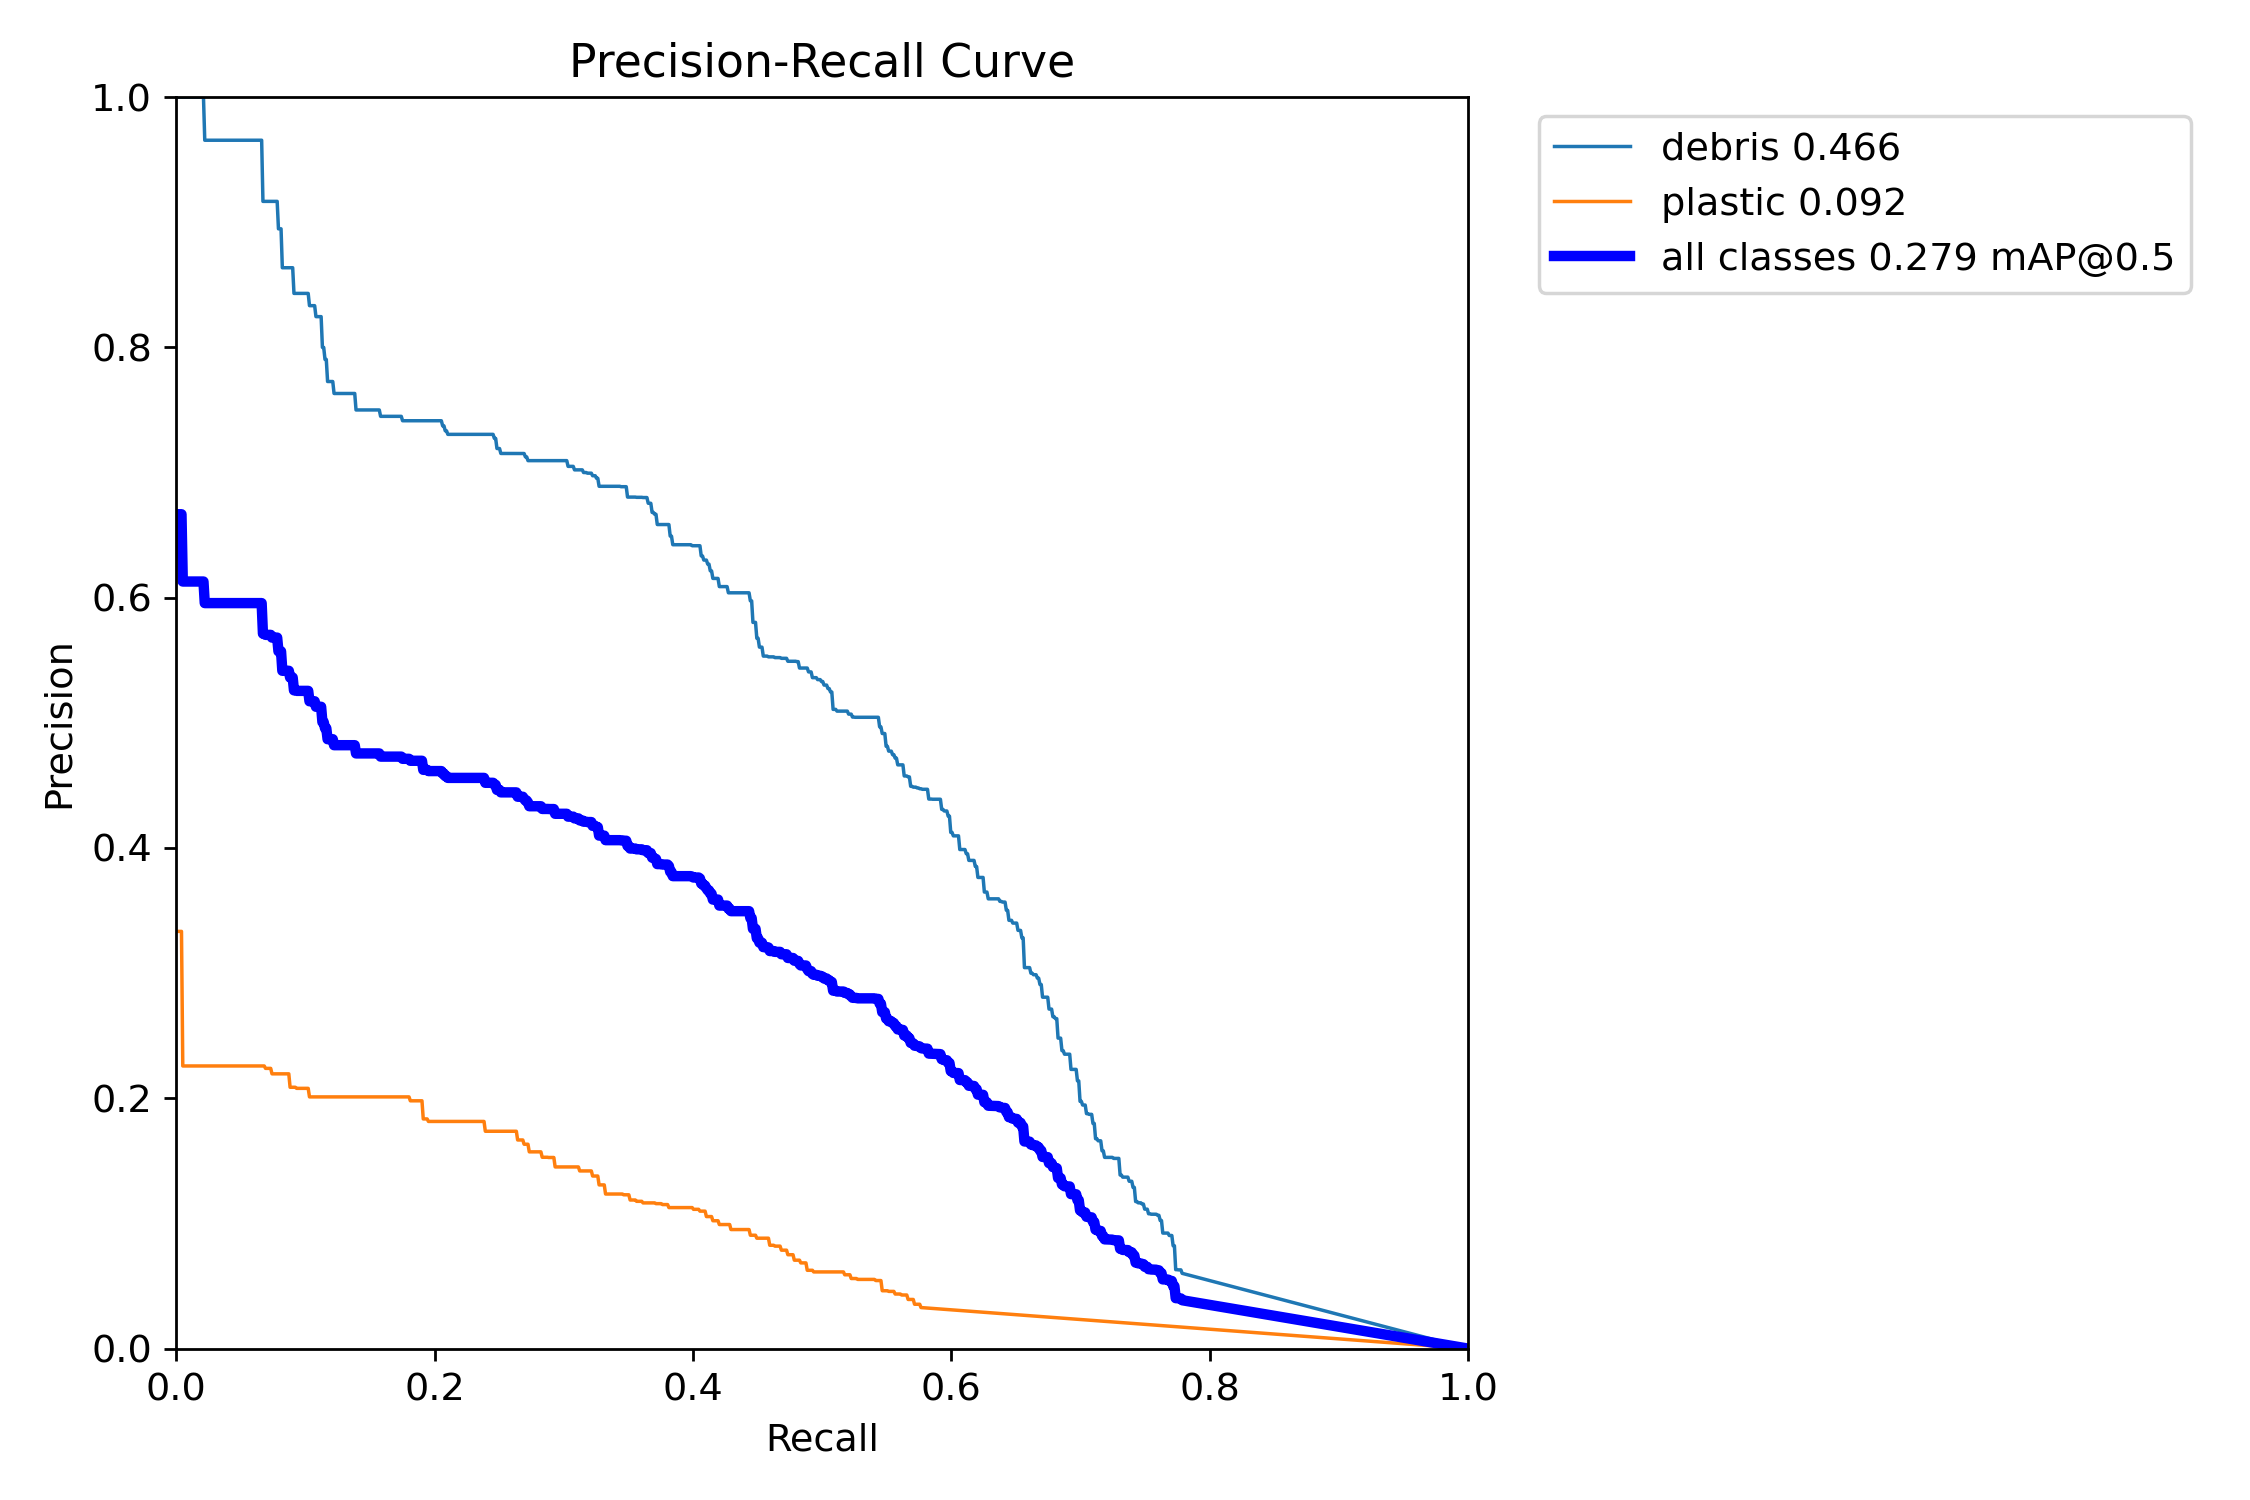 Precision-Recall Curve
debris 0.466
plastic 0.092
all classes 0.279 mAP@0.5
Precision
1.0
0.8
0.6
0.4
0.2
0.0
0.0 0.2 0.4 0.6 0.8 1.0
Recall